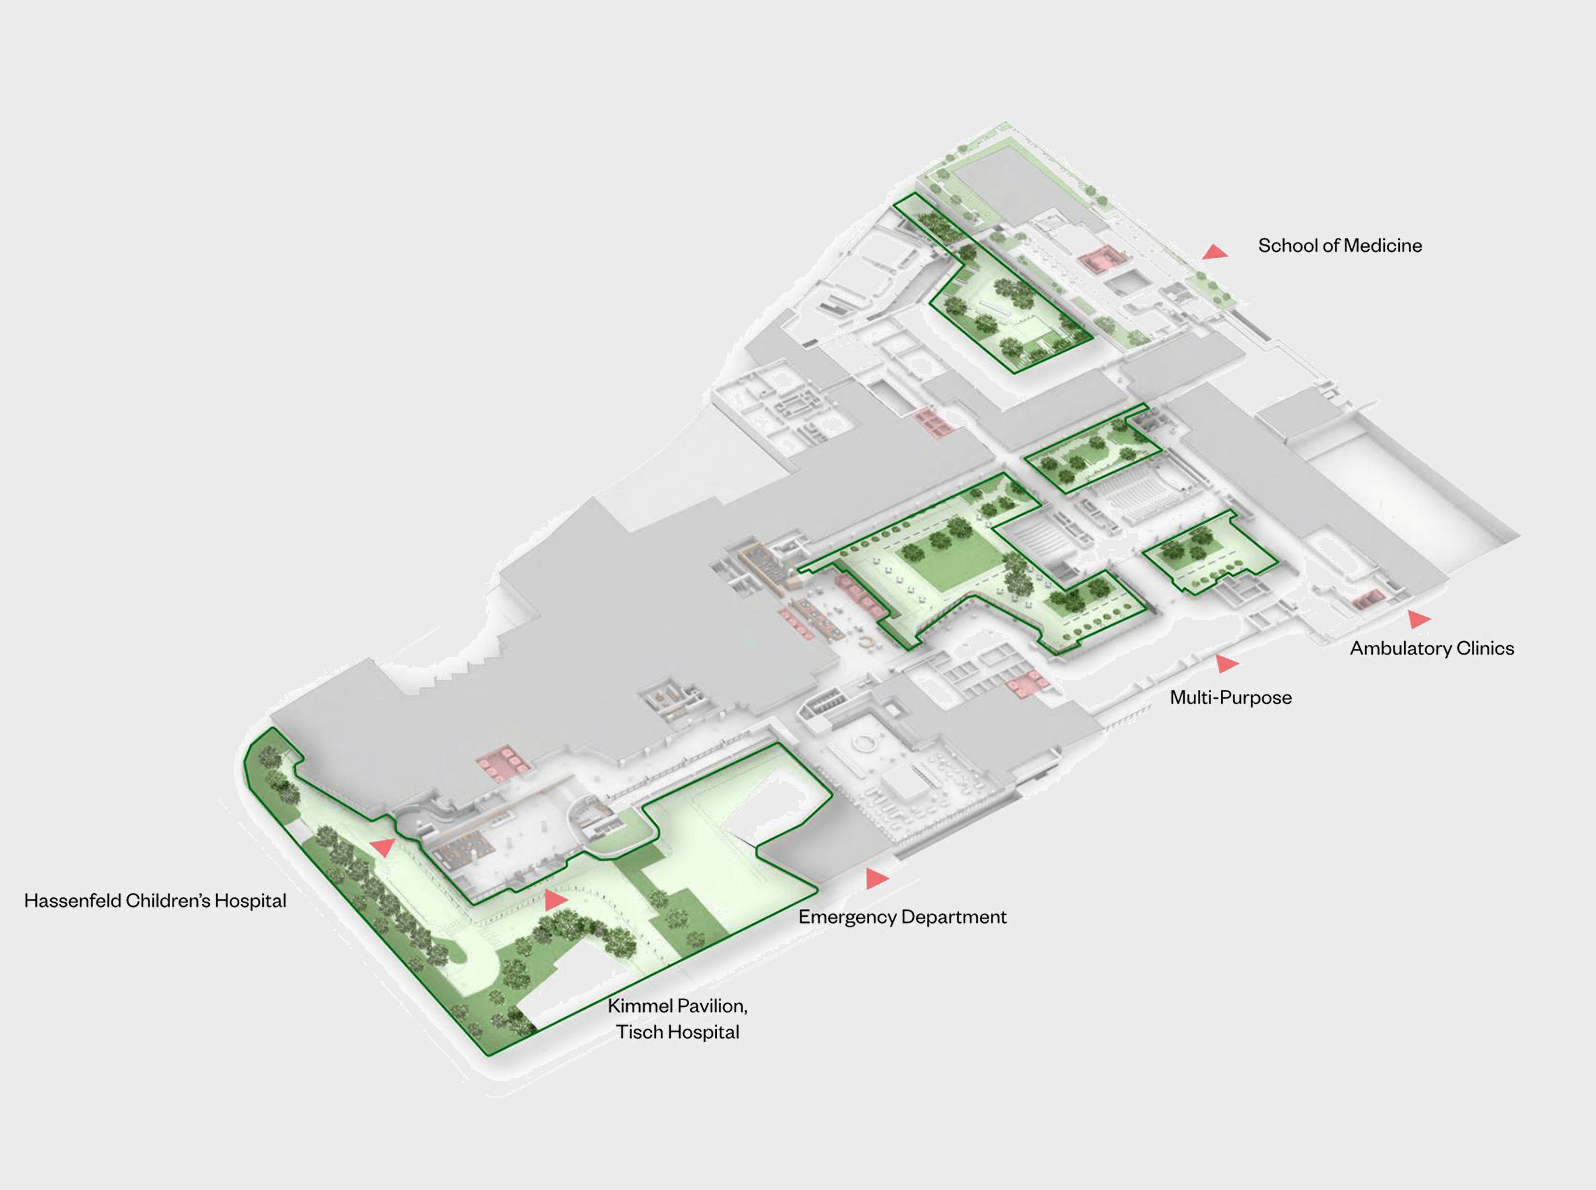 School of Medicine
Ambulatory Clinics
Multi-Purpose
Hassenfeld Children’s Hospital
Emergency Department
Kimmel Pavilion,
Tisch Hospital